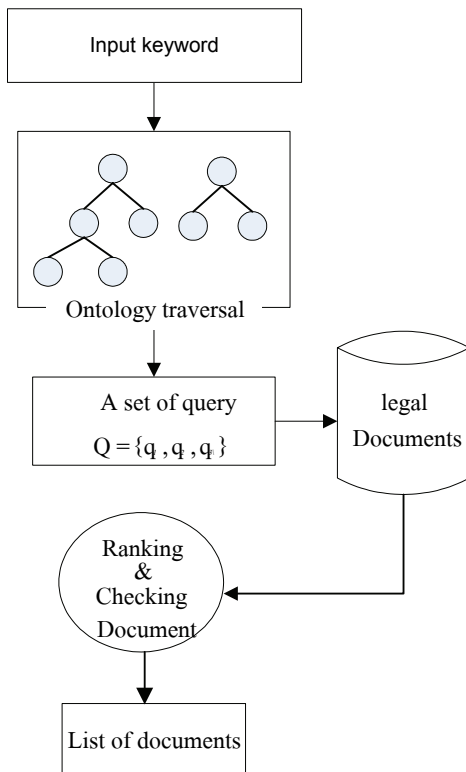 Input keyword
Ontology traversal
A set of query
Q = {q , q , q }
legal
Documents
Ranking
&
Checking
Document
List of documents